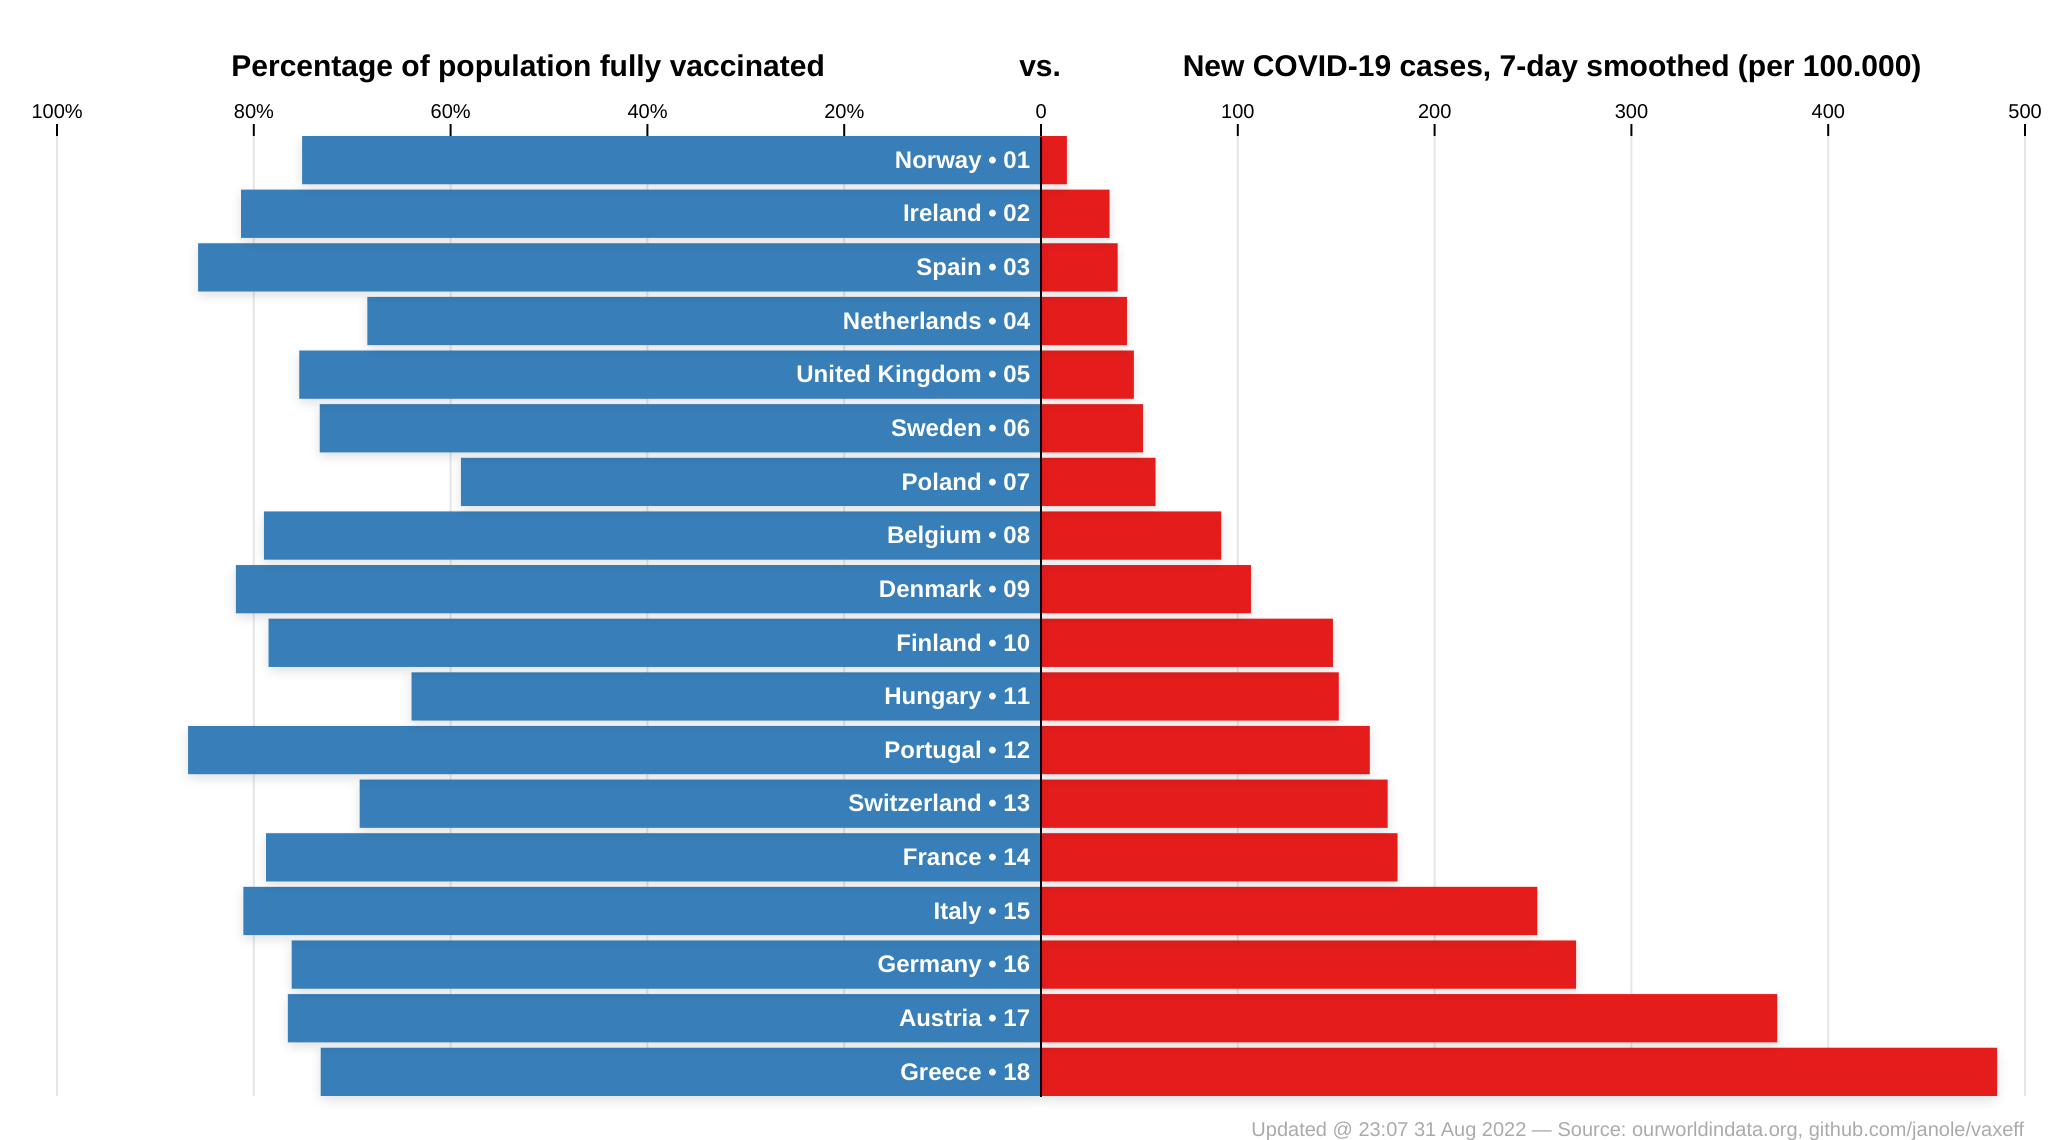 Percentage of population fully vaccinated vs. New COVID-19 cases, 7-day smoothed (per 100.000)
100% 80% 60% 40% 20% 0 100 200 300 400 500
Norway • 01
Ireland • 02
Spain • 03
Netherlands • 04
United Kingdom • 05
Sweden • 06
Poland • 07
Belgium • 08
Denmark • 09
Finland • 10
Hungary • 11
Portugal • 12
Switzerland • 13
France • 14
Italy • 15
Germany • 16
Austria • 17
Greece • 18
Updated @ 23:07 31 Aug 2022 — Source: ourworldindata.org, github.com/janole/vaxeff